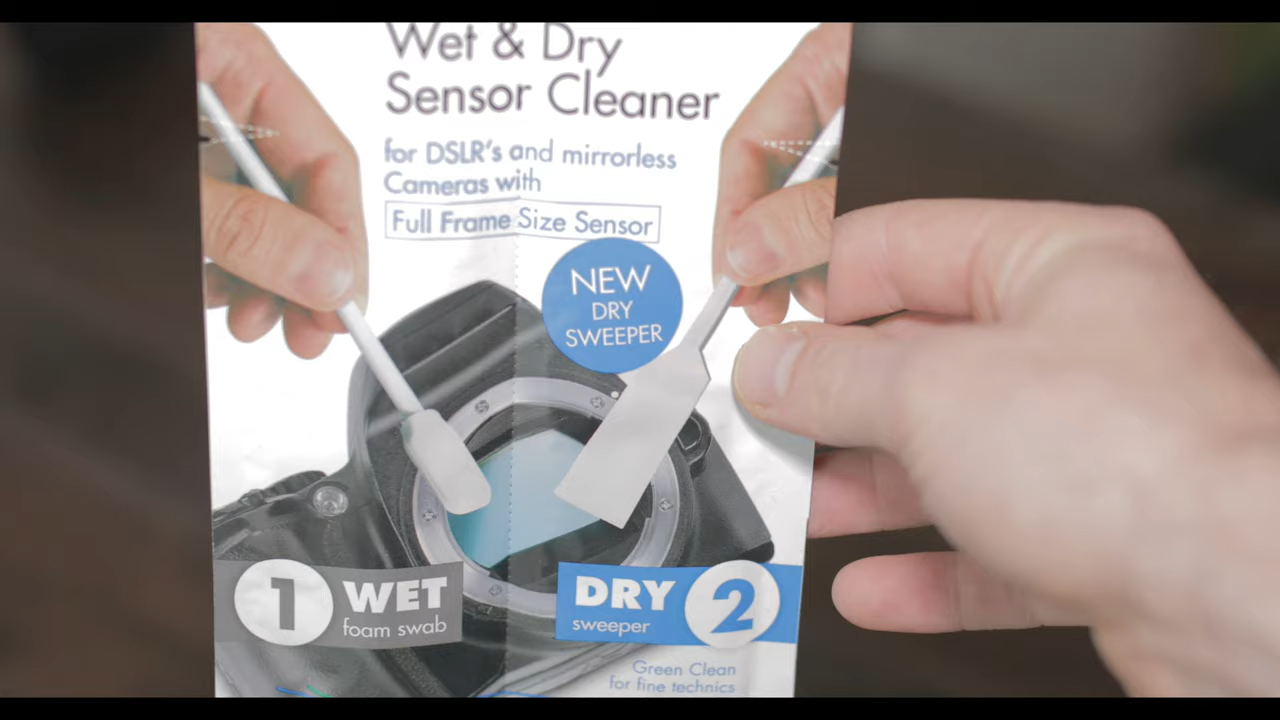 Wet & Dry
Sensor Cleaner
for DSLR's and mirrorless
Cameras with
Full Frame Size Sensor
NEW
DRY
SWEEPER
1 WET
foam swab
DRY 2
sweeper
Green Clean
for fine technics